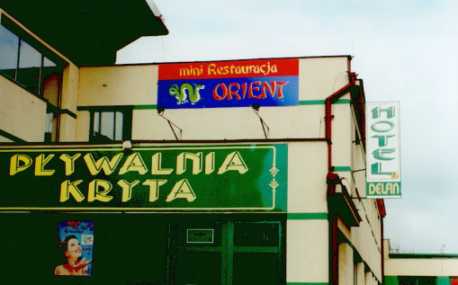 mini Restauracja
ORIENT
PŁYWALNIA
KRYTA
HOTEL
DELAN